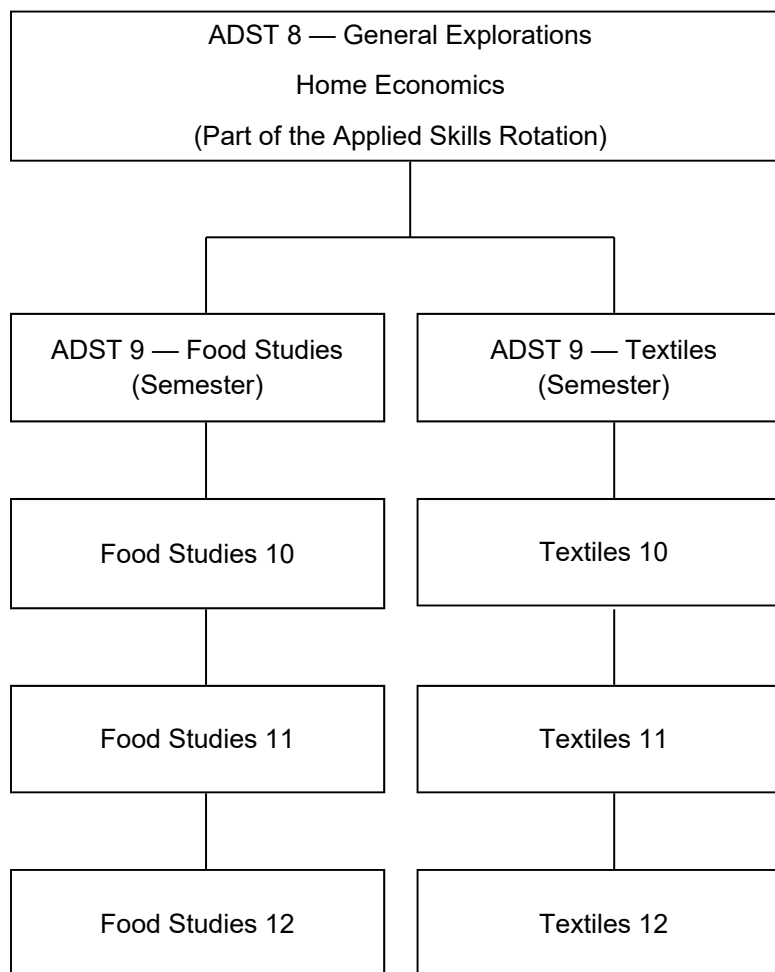 ADST 8 — General Explorations
Home Economics
(Part of the Applied Skills Rotation)
ADST 9 — Food Studies
(Semester)
ADST 9 — Textiles
(Semester)
Food Studies 10
Textiles 10
Food Studies 11
Textiles 11
Food Studies 12
Textiles 12